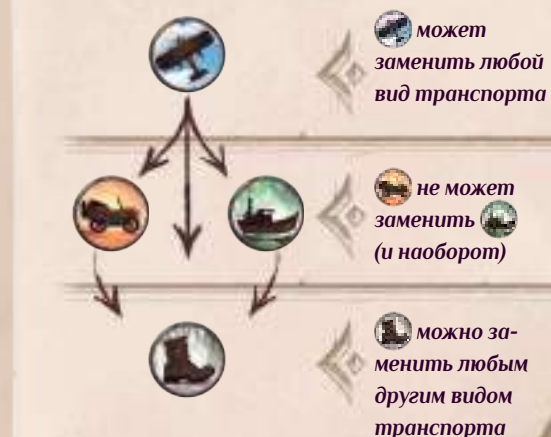 может
заменить любой
вид транспорта
не может
заменить
(и наоборот)
можно за-
менить любым
другим видом
транспорта